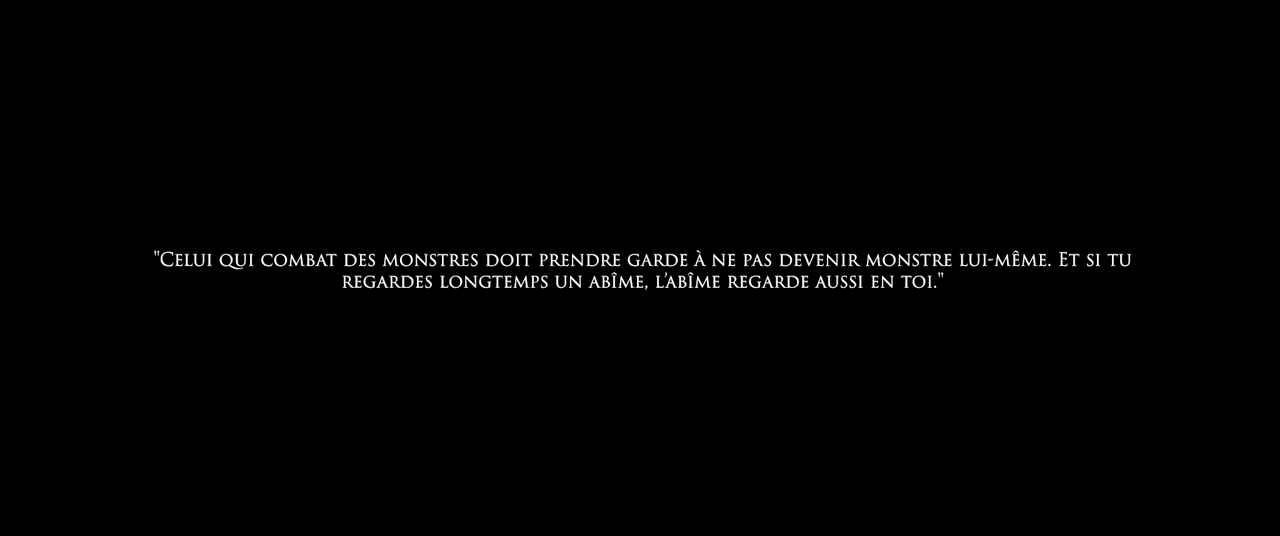 "Celui qui combat des monstres doit prendre garde à ne pas devenir monstre lui-même. Et si tu
regardes longtemps un abîme, l’abîme regarde aussi en toi."